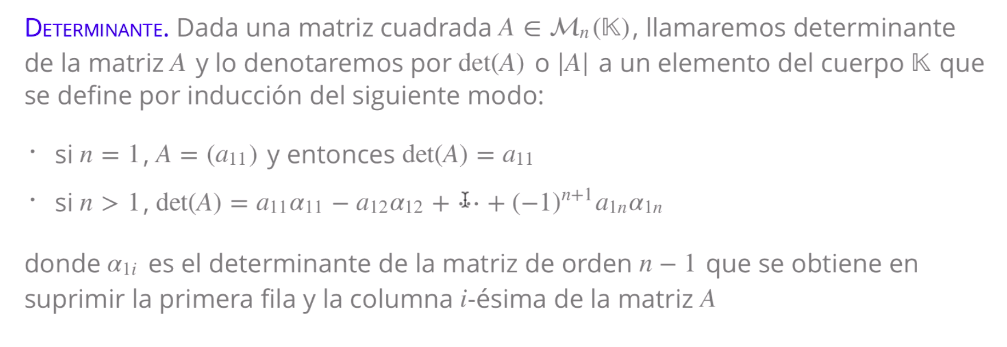 DETERMINANTE. Dada una matriz cuadrada A ∈ ℳₙ(𝕂), llamaremos determinante
de la matriz A y lo denotaremos por det(A) o |A| a un elemento del cuerpo 𝕂 que
se define por inducción del siguiente modo:
· si n = 1, A = (a₁₁) y entonces det(A) = a₁₁
· si n > 1, det(A) = a₁₁α₁₁ − a₁₂α₁₂ + ⋯ + (−1)ⁿ⁺¹a₁ₙα₁ₙ
donde α₁ᵢ es el determinante de la matriz de orden n − 1 que se obtiene en
suprimir la primera fila y la columna i-ésima de la matriz A